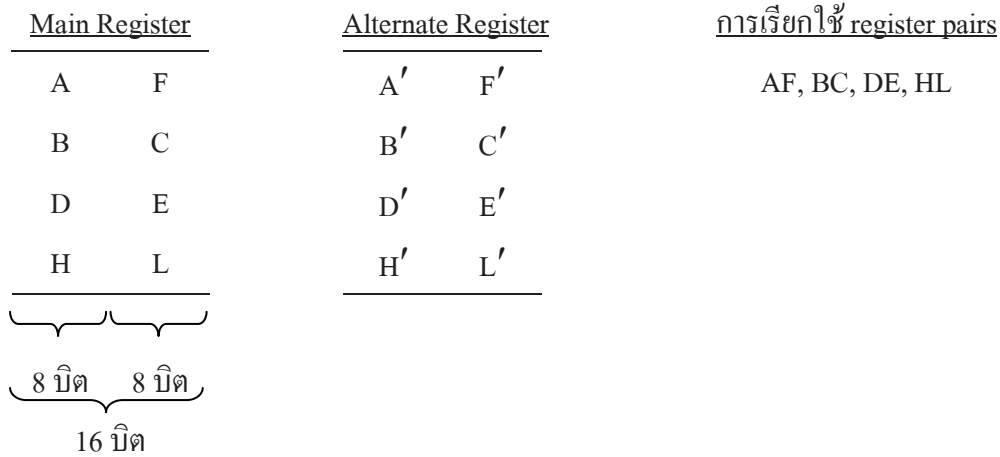 Main Register Alternate Register การเรียกใช้ register pairs
A F A′ F′ AF, BC, DE, HL
B C B′ C′
D E D′ E′
H L H′ L′
8 บิต 8 บิต
16 บิต